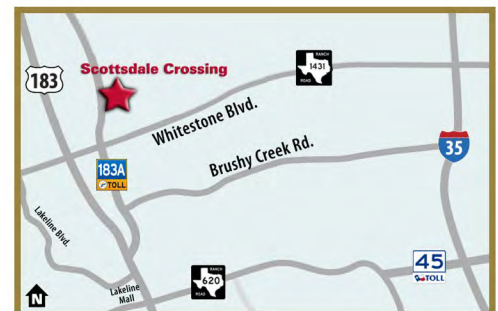 183
Scottsdale Crossing
RANCH
1431
ROAD
Whitestone Blvd.
Brushy Creek Rd.
35
183A
TOLL
Lakeline Blvd.
Lakeline
Mall
RANCH
620
ROAD
45
TOLL
N